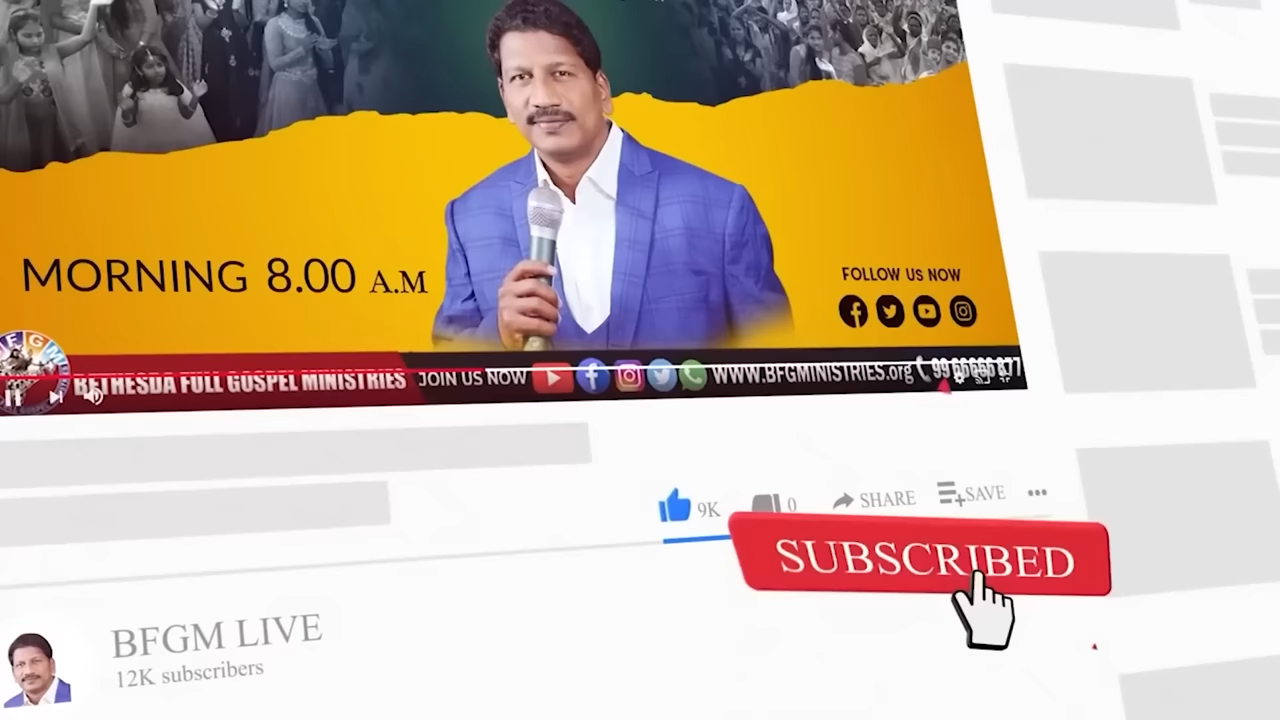 MORNING 8.00 A.M
FOLLOW US NOW
BETHESDA FULL GOSPEL MINISTRIES JOIN US NOW WWW.BFGMINISTRIES.org
9K 0 SHARE SAVE
SUBSCRIBED
BFGM LIVE
12K subscribers